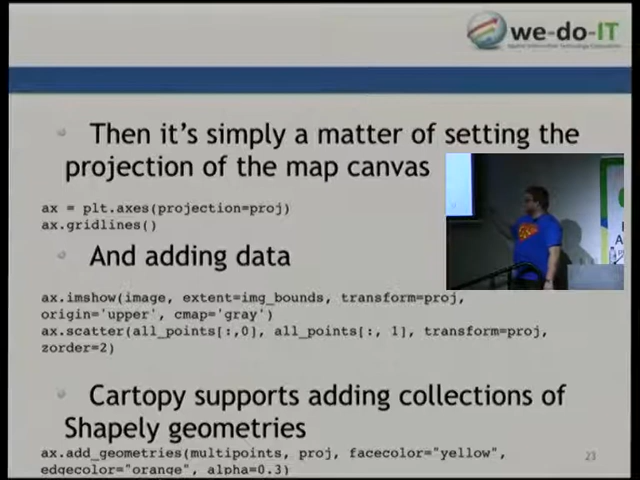 we-do-IT
Then it's simply a matter of setting the
projection of the map canvas
ax = plt.axes(projection=proj)
ax.gridlines()
And adding data
ax.imshow(image, extent=img_bounds, transform=proj,
origin='upper', cmap='gray')
ax.scatter(all_points[:,0], all_points[:, 1], transform=proj,
zorder=2)
Cartopy supports adding collections of
Shapely geometries
ax.add_geometries(multipoints, proj, facecolor="yellow",
edgecolor="orange", alpha=0.3)